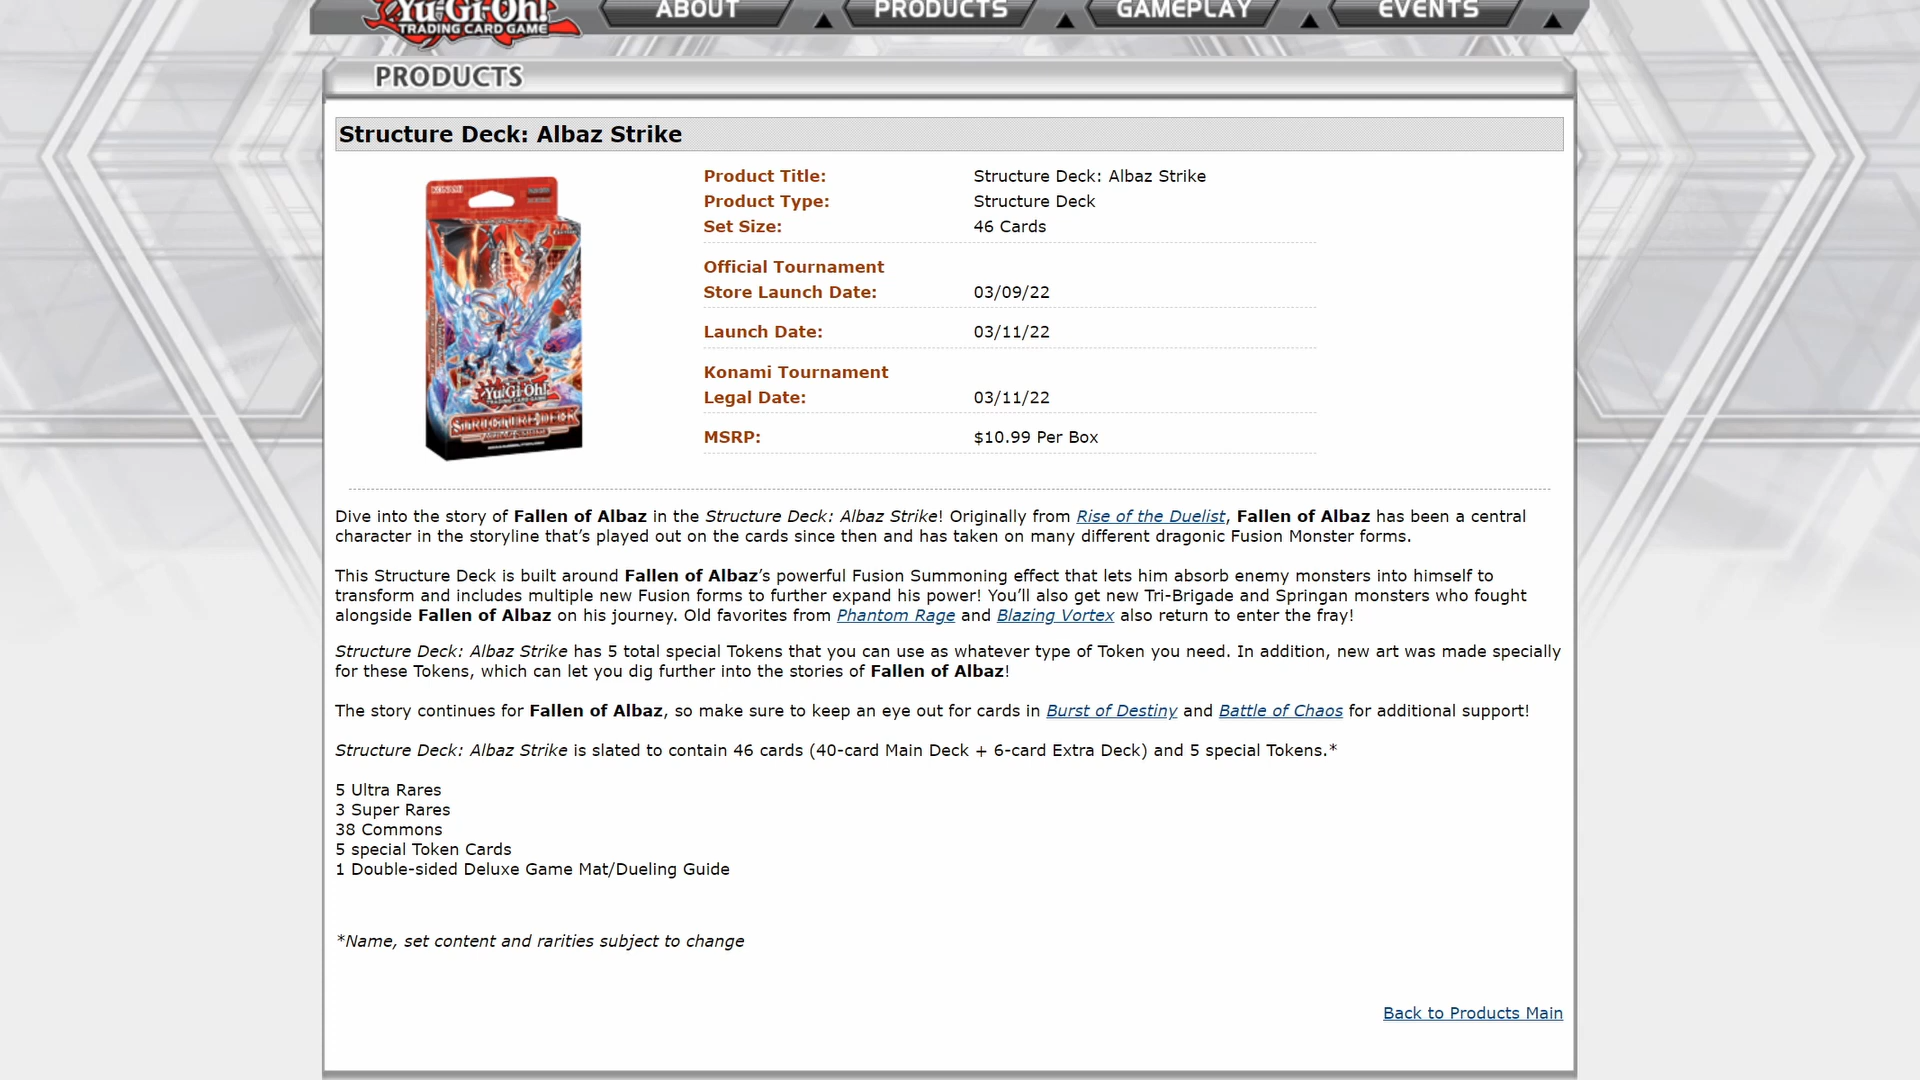 Yu-Gi-Oh!
TRADING CARD GAME
ABOUT
PRODUCTS
GAMEPLAY
EVENTS
PRODUCTS
Structure Deck: Albaz Strike
KONAMI
Yu-Gi-Oh!
TRADING CARD GAME
STRUCTURE DECK
Product Title: Structure Deck: Albaz Strike
Product Type: Structure Deck
Set Size: 46 Cards
Official Tournament
Store Launch Date: 03/09/22
Launch Date: 03/11/22
Konami Tournament
Legal Date: 03/11/22
MSRP: $10.99 Per Box
Dive into the story of Fallen of Albaz in the Structure Deck: Albaz Strike! Originally from Rise of the Duelist, Fallen of Albaz has been a central
character in the storyline that’s played out on the cards since then and has taken on many different dragonic Fusion Monster forms.
This Structure Deck is built around Fallen of Albaz’s powerful Fusion Summoning effect that lets him absorb enemy monsters into himself to
transform and includes multiple new Fusion forms to further expand his power! You’ll also get new Tri-Brigade and Springan monsters who fought
alongside Fallen of Albaz on his journey. Old favorites from Phantom Rage and Blazing Vortex also return to enter the fray!
Structure Deck: Albaz Strike has 5 total special Tokens that you can use as whatever type of Token you need. In addition, new art was made specially
for these Tokens, which can let you dig further into the stories of Fallen of Albaz!
The story continues for Fallen of Albaz, so make sure to keep an eye out for cards in Burst of Destiny and Battle of Chaos for additional support!
Structure Deck: Albaz Strike is slated to contain 46 cards (40-card Main Deck + 6-card Extra Deck) and 5 special Tokens.*
5 Ultra Rares
3 Super Rares
38 Commons
5 special Token Cards
1 Double-sided Deluxe Game Mat/Dueling Guide
*Name, set content and rarities subject to change
Back to Products Main